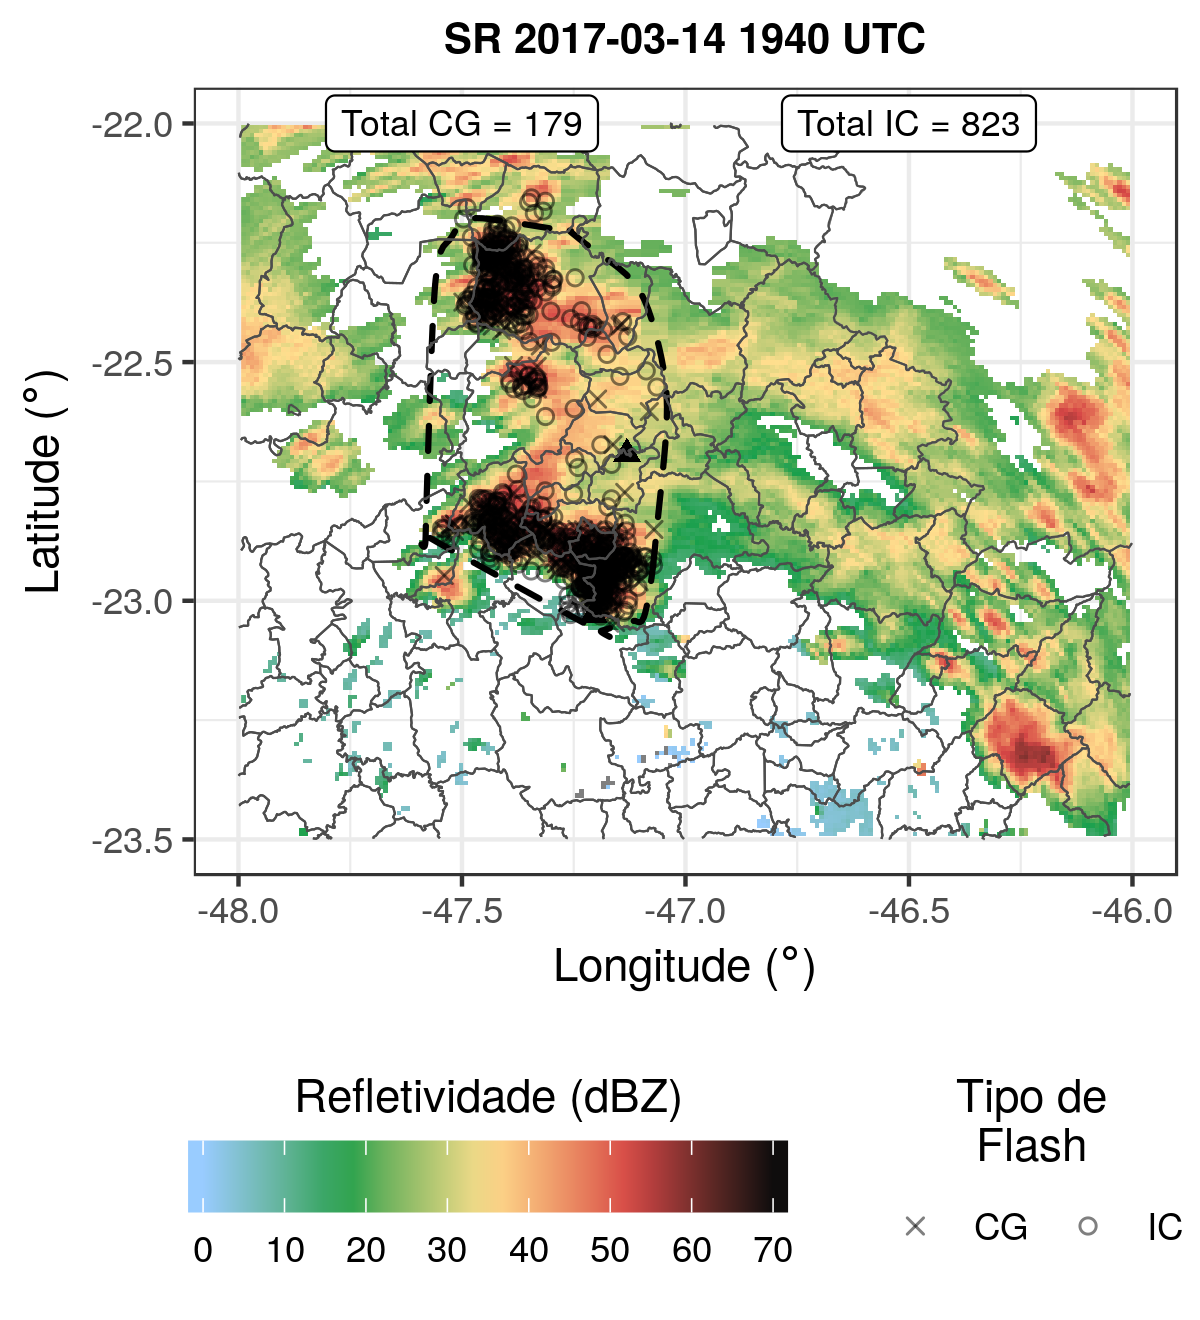 SR 2017-03-14 1940 UTC
Total CG = 179
Total IC = 823
Latitude (°)
-22.0
-22.5
-23.0
-23.5
-48.0
-47.5
-47.0
-46.5
-46.0
Longitude (°)
Refletividade (dBZ)
0 10 20 30 40 50 60 70
Tipo de
Flash
CG
IC